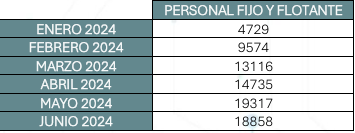 PERSONAL FIJO Y FLOTANTE
ENERO 2024 4729
FEBRERO 2024 9574
MARZO 2024 13116
ABRIL 2024 14735
MAYO 2024 19317
JUNIO 2024 18858